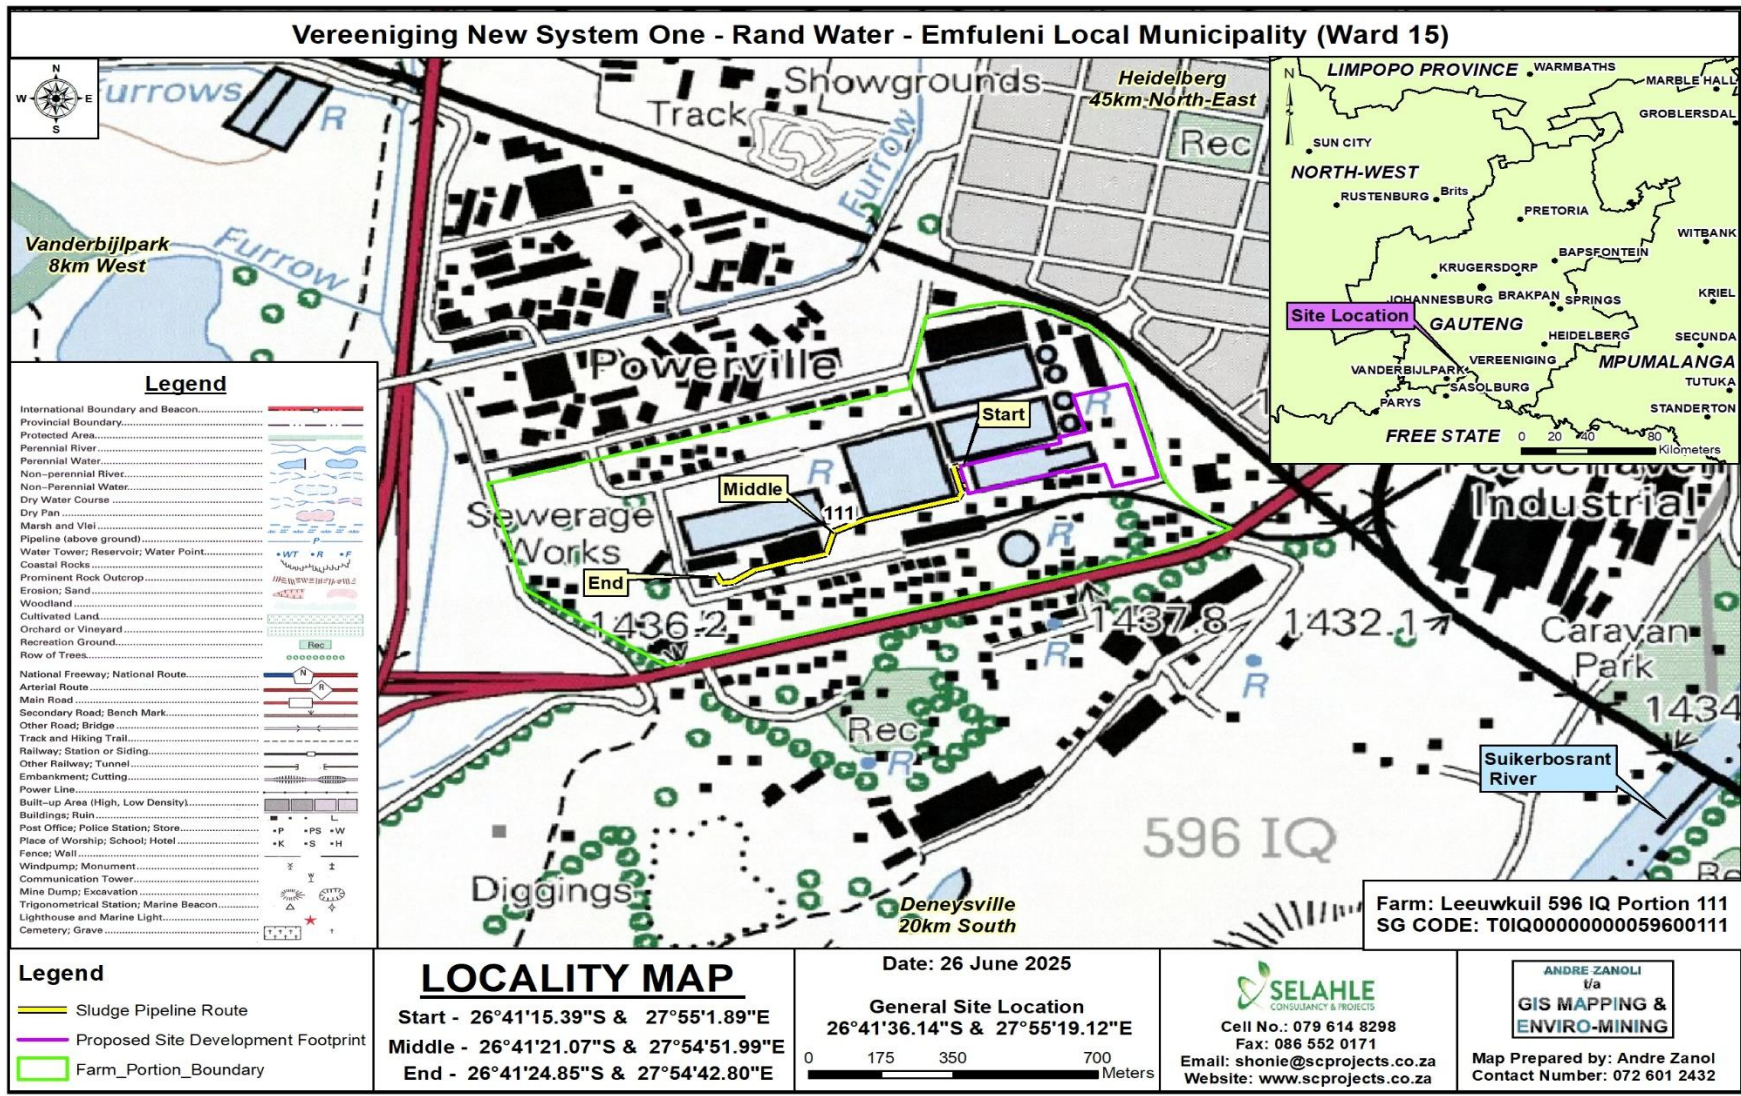 Vereeniging New System One - Rand Water - Emfuleni Local Municipality (Ward 15)
N
W
E
S
urrows
R
Track
Showgrounds
Furrow
Heidelberg
45km North-East
Rec
Vanderbijlpark
8km West
Furrow
Powerville
R
Start
R
Middle
111
Sewerage
Works
End
R
1436.2
1437.8
1432.1
R
R
Industrial
Caravan
Park
1434
Rec
R
Suikerbosrant
River
596 IQ
Diggings
Deneysville
20km South
Re
N
LIMPOPO PROVINCE
WARMBATHS
MARBLE HALL
GROBLERSDAL
SUN CITY
NORTH-WEST
RUSTENBURG
Brits
PRETORIA
WITBANK
BAPSFONTEIN
KRUGERSDORP
JOHANNESBURG
BRAKPAN
SPRINGS
KRIEL
Site Location
GAUTENG
HEIDELBERG
SECUNDA
VEREENIGING
MPUMALANGA
VANDERBIJLPARK
SASOLBURG
TUTUKA
PARYS
STANDERTON
FREE STATE
0 20 40 80
Kilometers
Legend
International Boundary and Beacon
Provincial Boundary
Protected Area
Perennial River
Perennial Water
Non-perennial River
Non-Perennial Water
Dry Water Course
Dry Pan
Marsh and Vlei
Pipeline (above ground) P
Water Tower; Reservoir; Water Point WT R F
Coastal Rocks
Prominent Rock Outcrop
Erosion; Sand
Woodland
Cultivated Land
Orchard or Vineyard
Recreation Ground Rec
Row of Trees
National Freeway; National Route N
Arterial Route R
Main Road
Secondary Road; Bench Mark
Other Road; Bridge
Track and Hiking Trail
Railway; Station or Siding
Other Railway; Tunnel
Embankment; Cutting
Power Line
Built-up Area (High, Low Density)
Buildings; Ruin
Post Office; Police Station; Store P PS W
Place of Worship; School; Hotel K S H
Fence; Wall
Windpump; Monument
Communication Tower
Mine Dump; Excavation
Trigonometrical Station; Marine Beacon
Lighthouse and Marine Light
Cemetery; Grave
Farm: Leeuwkuil 596 IQ Portion 111
SG CODE: T0IQ00000000059600111
Legend
Sludge Pipeline Route
Proposed Site Development Footprint
Farm_Portion_Boundary
LOCALITY MAP
Start - 26°41'15.39"S & 27°55'1.89"E
Middle - 26°41'21.07"S & 27°54'51.99"E
End - 26°41'24.85"S & 27°54'42.80"E
Date: 26 June 2025
General Site Location
26°41'36.14"S & 27°55'19.12"E
0 175 350 700
Meters
SELAHLE
CONSULTANCY & PROJECTS
Cell No.: 079 614 8298
Fax: 086 552 0171
Email: shonie@scprojects.co.za
Website: www.scprojects.co.za
ANDRE ZANOLI
t/a
GIS MAPPING &
ENVIRO-MINING
Map Prepared by: Andre Zanol
Contact Number: 072 601 2432